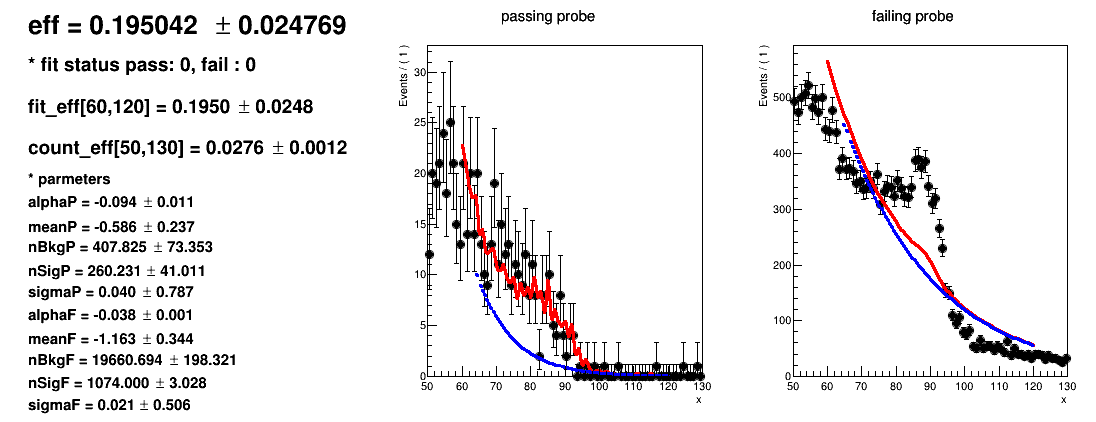 eff = 0.195042 ± 0.024769
* fit status pass: 0, fail : 0
fit_eff[60,120] = 0.1950 ± 0.0248
count_eff[50,130] = 0.0276 ± 0.0012
* parmeters
alphaP = -0.094 ± 0.011
meanP = -0.586 ± 0.237
nBkgP = 407.825 ± 73.353
nSigP = 260.231 ± 41.011
sigmaP = 0.040 ± 0.787
alphaF = -0.038 ± 0.001
meanF = -1.163 ± 0.344
nBkgF = 19660.694 ± 198.321
nSigF = 1074.000 ± 3.028
sigmaF = 0.021 ± 0.506
passing probe
Events / ( 1 )
30
25
20
15
10
5
0
50 60 70 80 90 100 110 120 130
x
failing probe
Events / ( 1 )
500
400
300
200
100
0
50 60 70 80 90 100 110 120 130
x